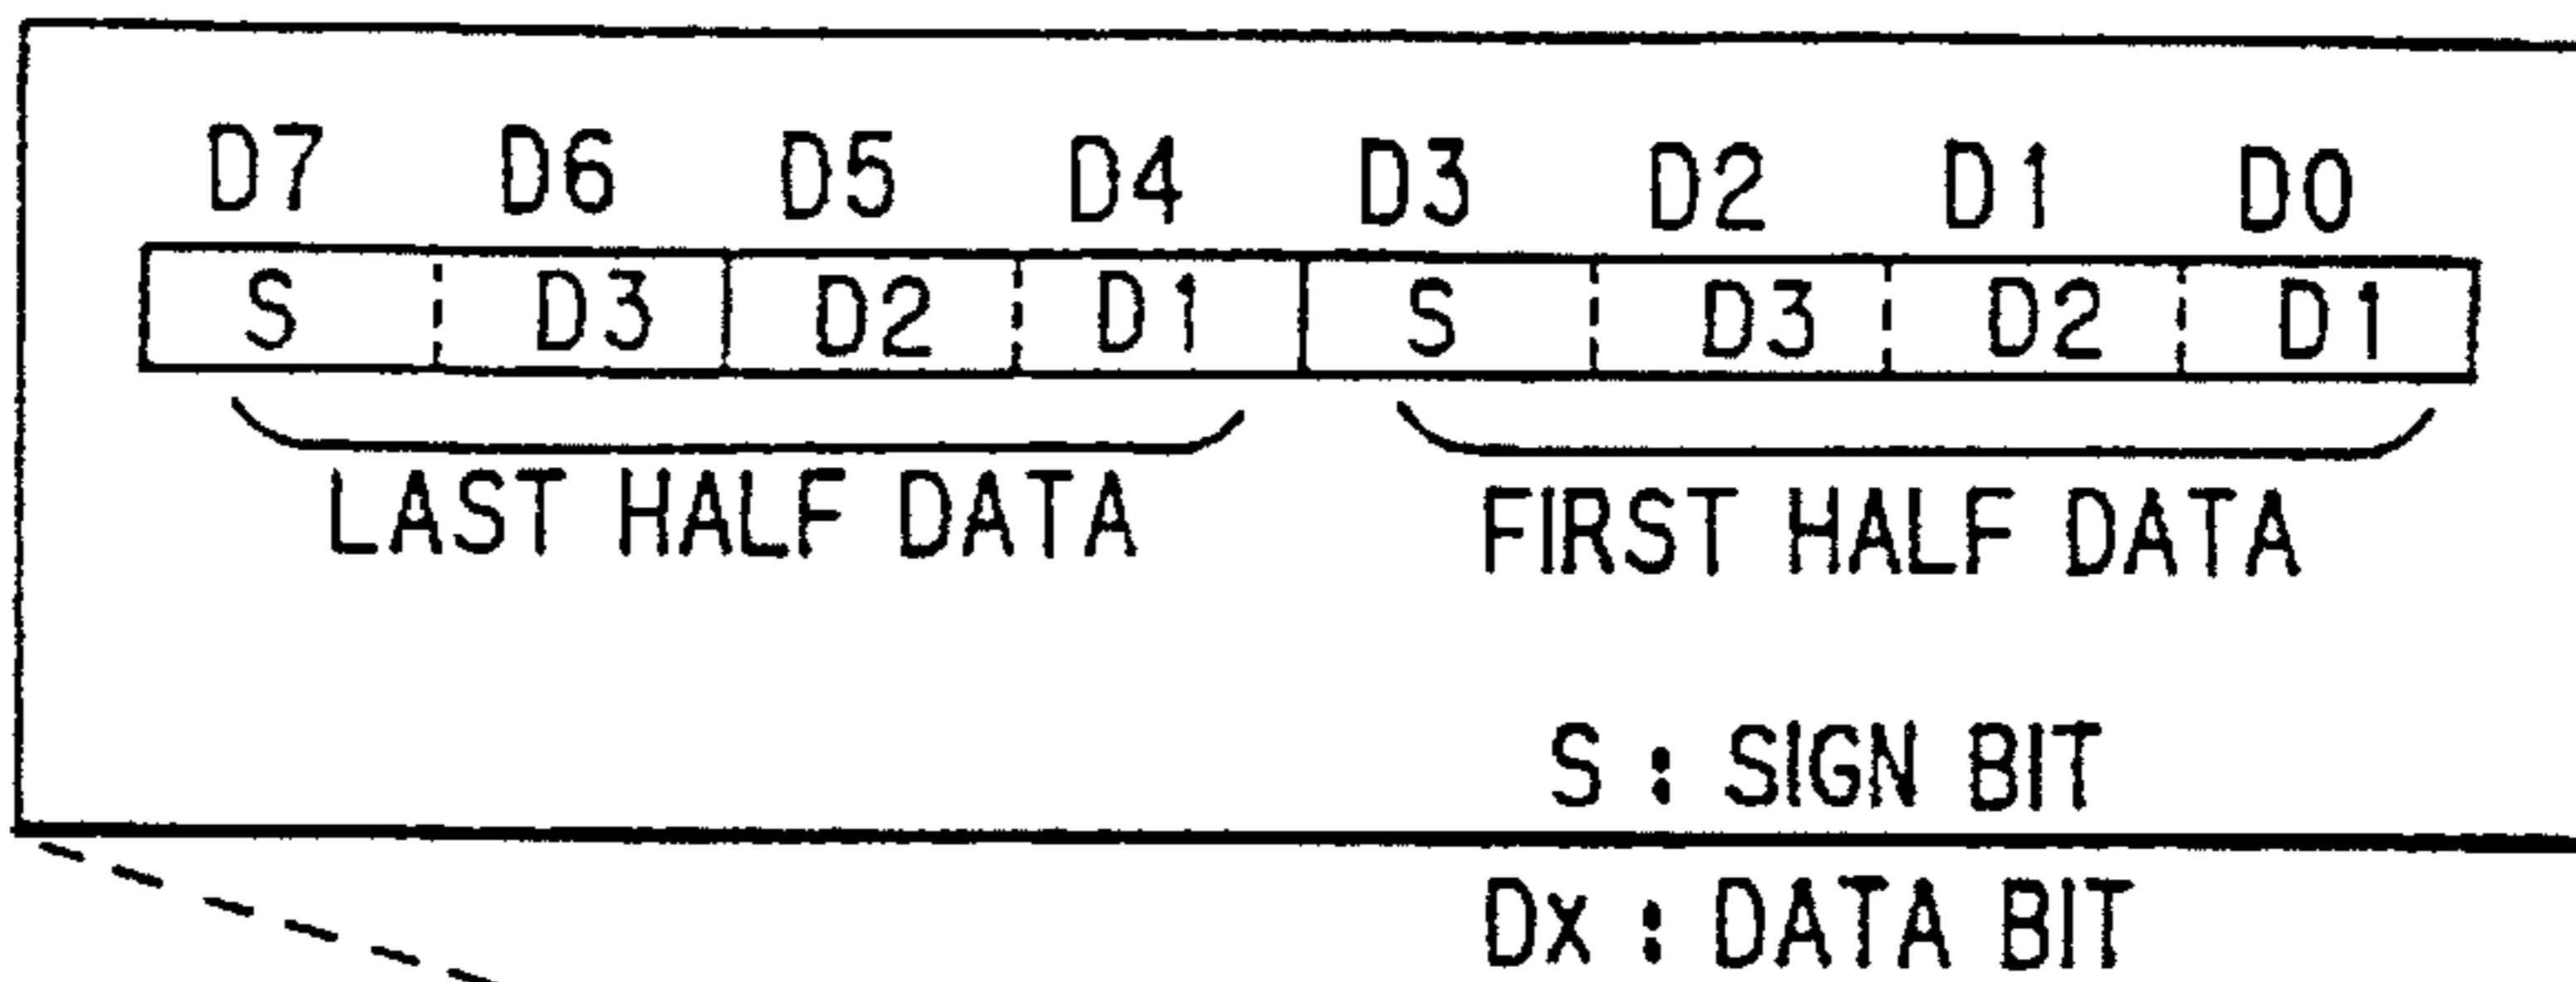 D7 D6 D5 D4 D3 D2 D1 D0
S D3 D2 D1 S D3 D2 D1
LAST HALF DATA FIRST HALF DATA
S : SIGN BIT
Dx : DATA BIT